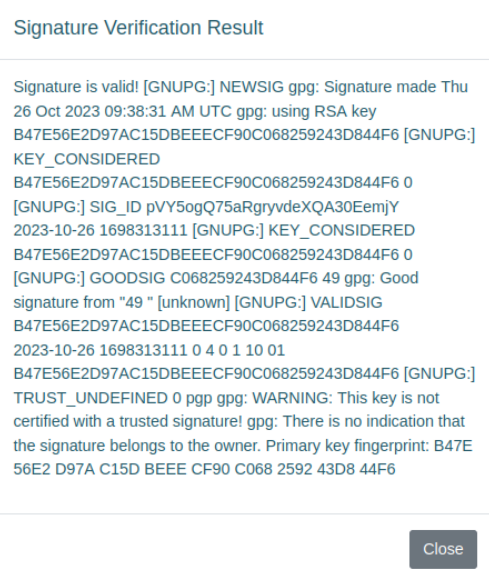 Signature Verification Result
Signature is valid! [GNUPG:] NEWSIG gpg: Signature made Thu
26 Oct 2023 09:38:31 AM UTC gpg: using RSA key
B47E56E2D97AC15DBEEECF90C068259243D844F6 [GNUPG:]
KEY_CONSIDERED
B47E56E2D97AC15DBEEECF90C068259243D844F6 0
[GNUPG:] SIG_ID pVY5ogQ75aRgryvdeXQA30EemjY
2023-10-26 1698313111 [GNUPG:] KEY_CONSIDERED
B47E56E2D97AC15DBEEECF90C068259243D844F6 0
[GNUPG:] GOODSIG C068259243D844F6 49 gpg: Good
signature from "49 " [unknown] [GNUPG:] VALIDSIG
B47E56E2D97AC15DBEEECF90C068259243D844F6
2023-10-26 1698313111 0 4 0 1 10 01
B47E56E2D97AC15DBEEECF90C068259243D844F6 [GNUPG:]
TRUST_UNDEFINED 0 pgp gpg: WARNING: This key is not
certified with a trusted signature! gpg: There is no indication that
the signature belongs to the owner. Primary key fingerprint: B47E
56E2 D97A C15D BEEE CF90 C068 2592 43D8 44F6
Close